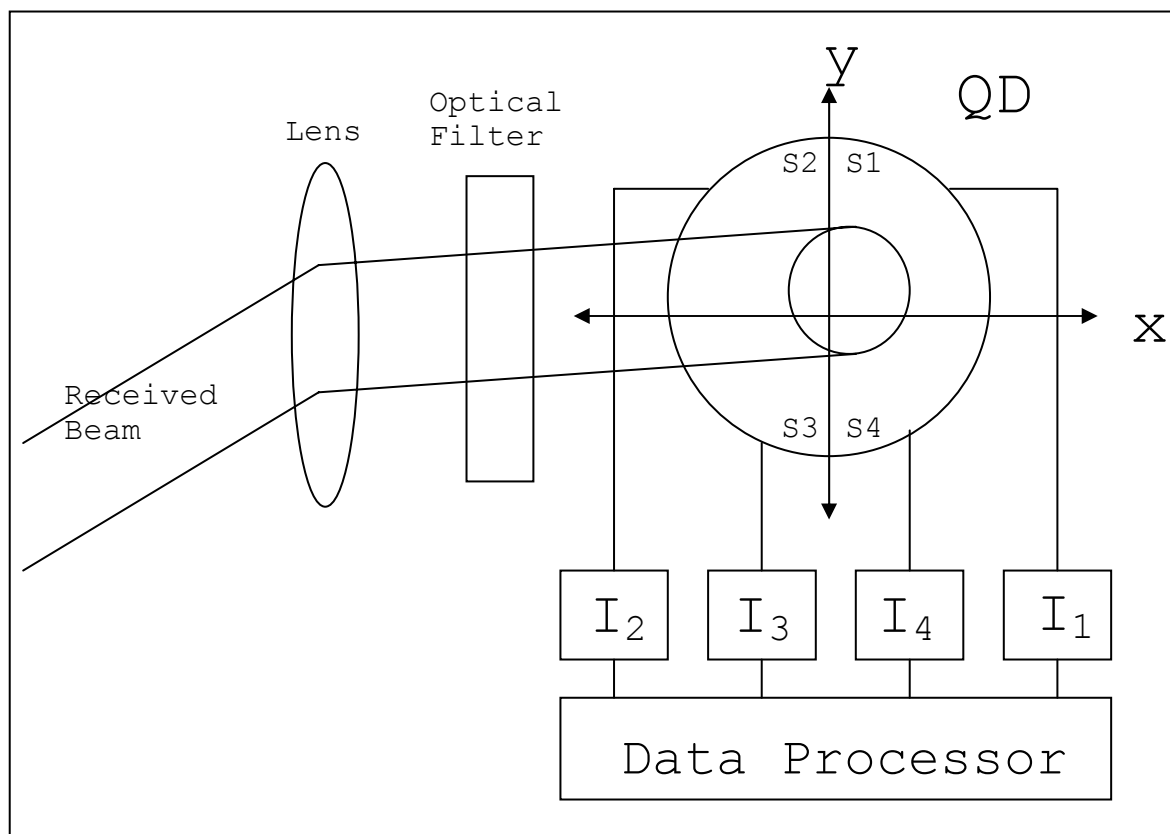 y
QD
Optical
Filter
Lens
S2 S1
x
Received
Beam
S3 S4
I2
I3
I4
I1
Data Processor